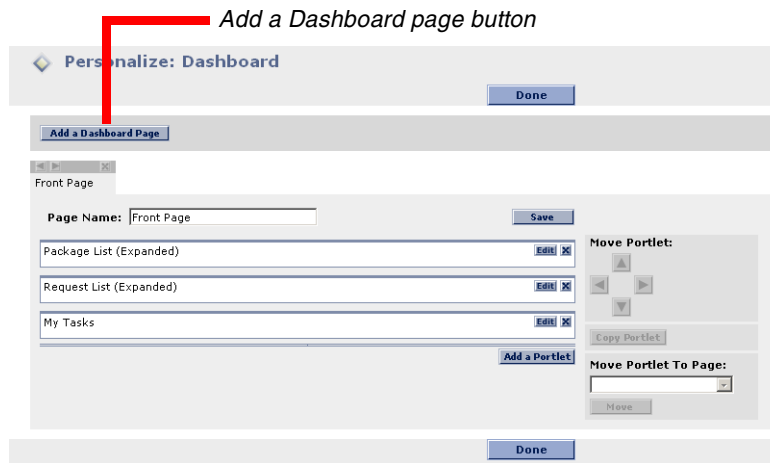 Add a Dashboard page button
Personalize: Dashboard
Done
Add a Dashboard Page
Front Page
Page Name: Front Page
Save
Package List (Expanded)
Edit
Request List (Expanded)
Edit
My Tasks
Edit
Add a Portlet
Move Portlet:
Copy Portlet
Move Portlet To Page:
Move
Done